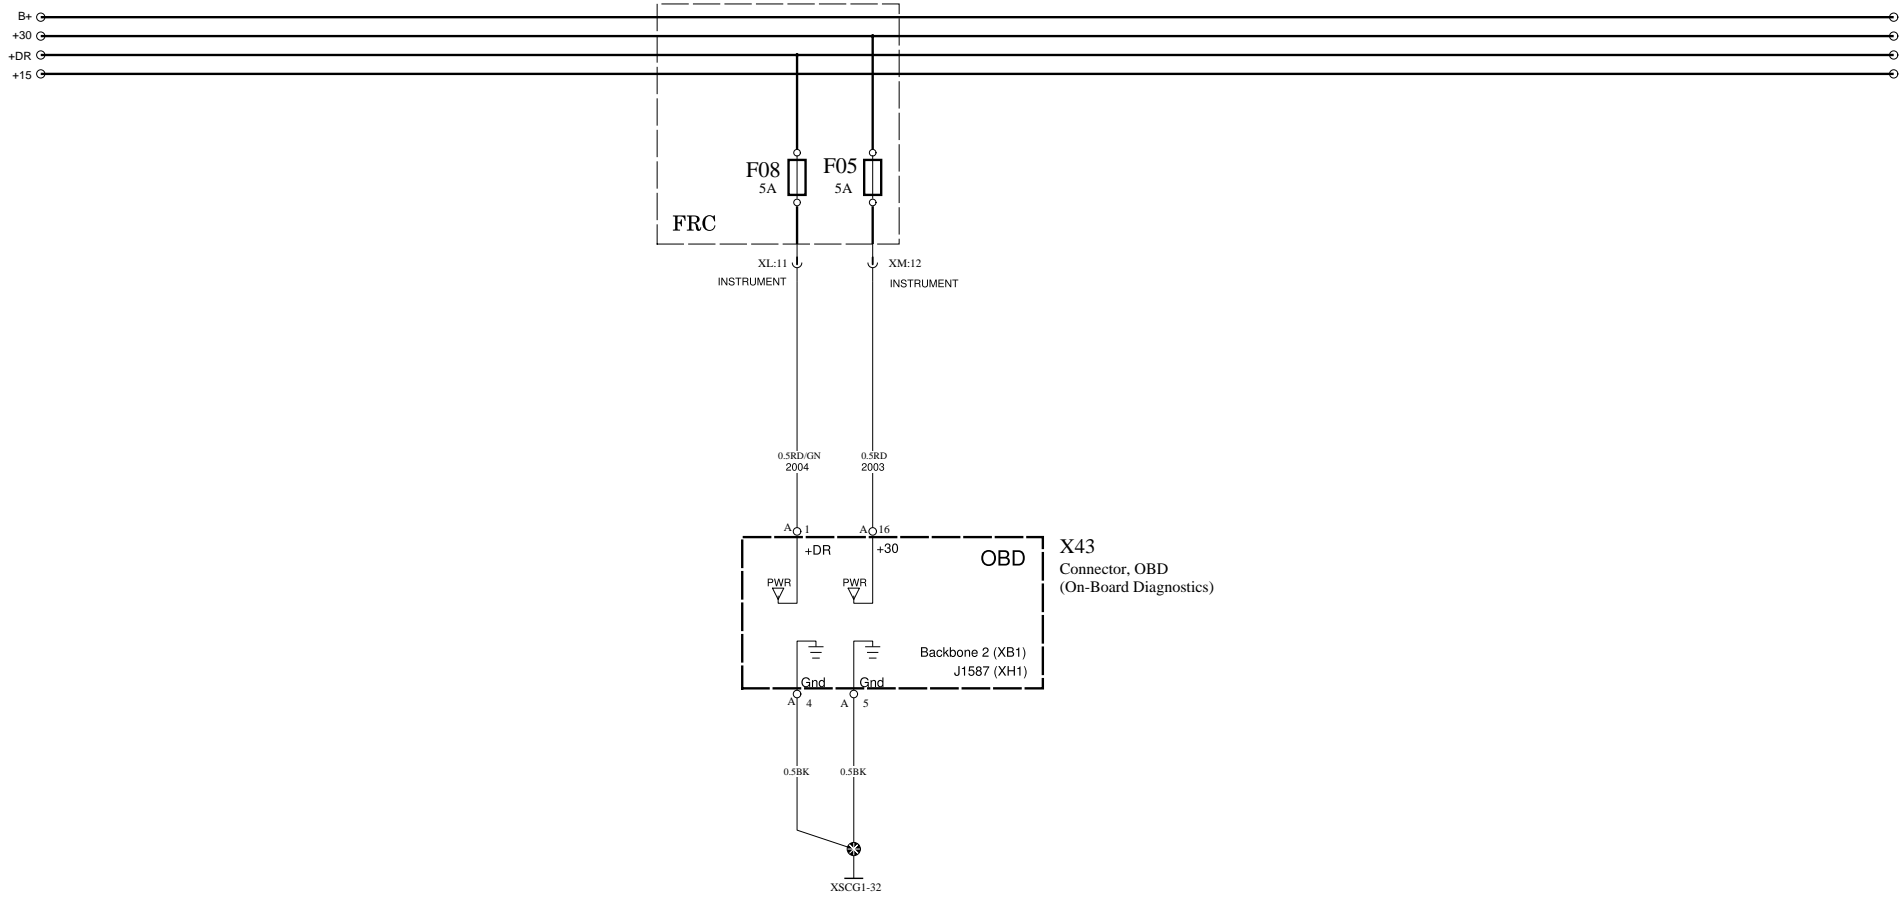 B+
+30
+DR
+15
F08
5A
F05
5A
FRC
XL:11
INSTRUMENT
XM:12
INSTRUMENT
0.5RD/GN
2004
0.5RD
2003
A 1
A 16
+DR
+30
OBD
PWR
PWR
X43
Connector, OBD
(On-Board Diagnostics)
Backbone 2 (XB1)
J1587 (XH1)
Gnd
Gnd
A 4
A 5
0.5BK
0.5BK
XSCG1-32